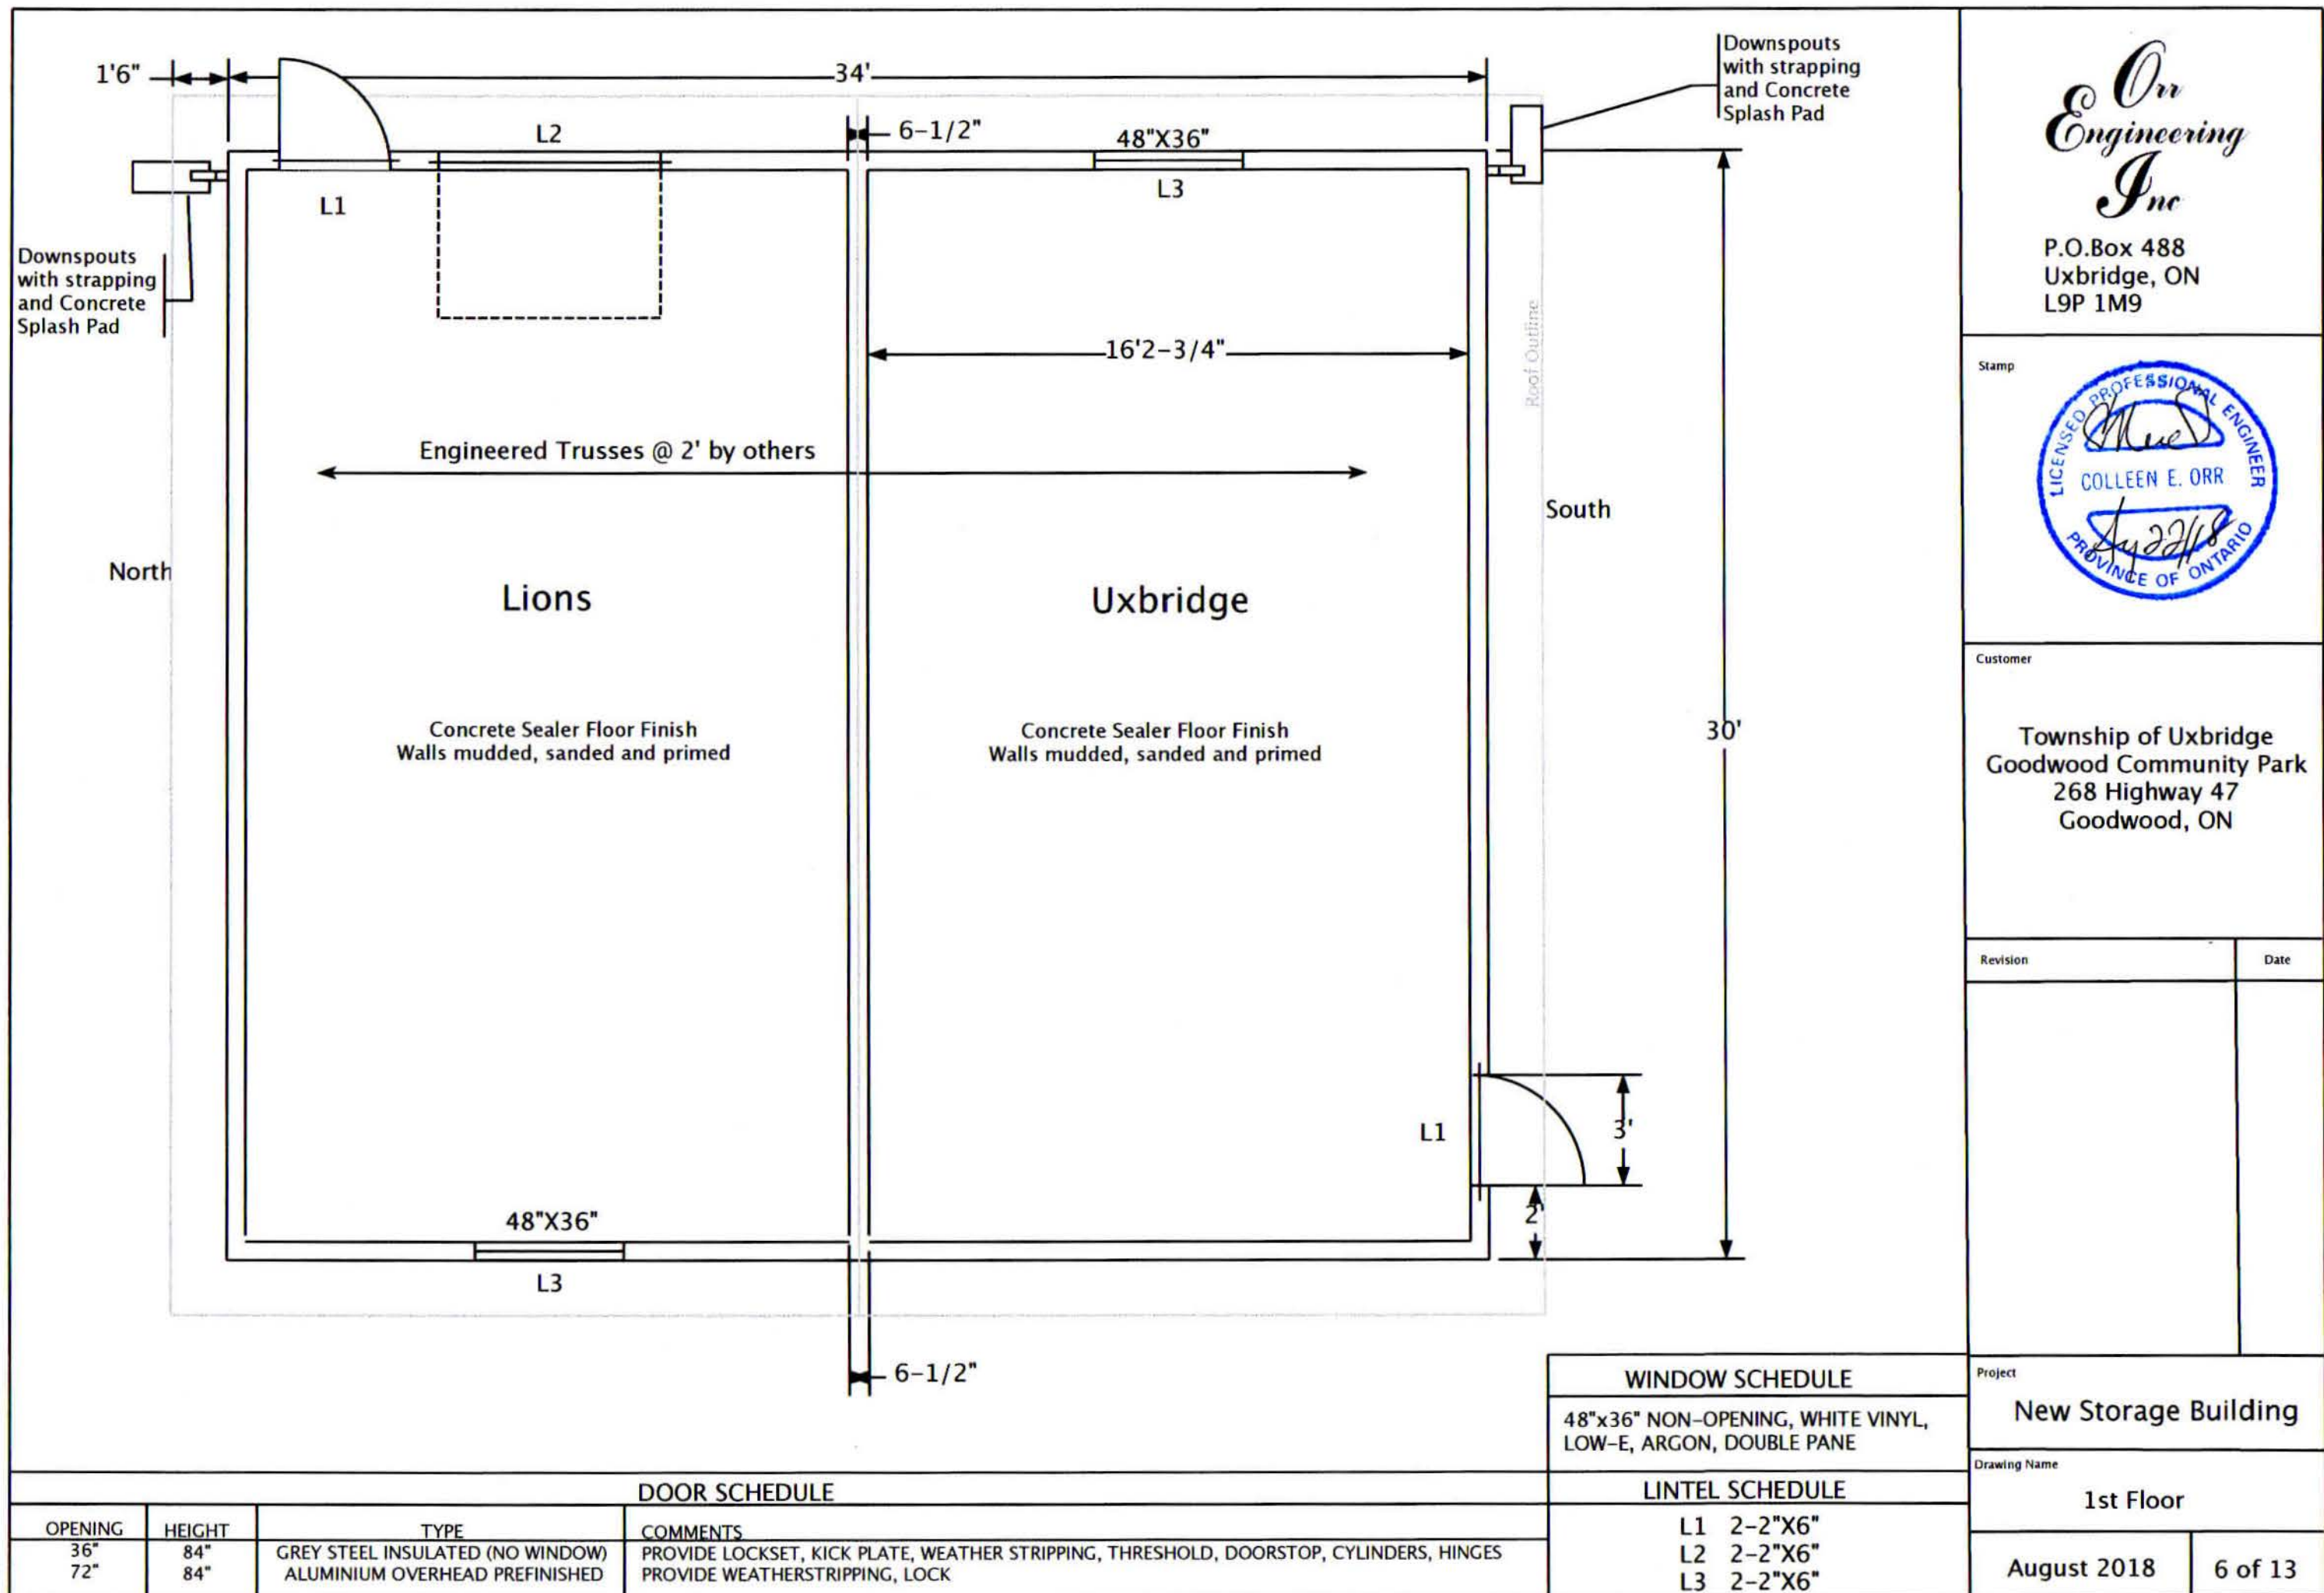 1'6"
34'
Downspouts
with strapping
and Concrete
Splash Pad
L2
6-1/2"
48"X36"
L1
L3
Downspouts
with strapping
and Concrete
Splash Pad
16'2-3/4"
Roof Outline
Engineered Trusses @ 2' by others
South
North
Lions
Uxbridge
Concrete Sealer Floor Finish
Walls mudded, sanded and primed
Concrete Sealer Floor Finish
Walls mudded, sanded and primed
30'
L1
3'
2'
48"X36"
L3
6-1/2"
Orr
Engineering
Inc
P.O.Box 488
Uxbridge, ON
L9P 1M9
Stamp
LICENSED PROFESSIONAL ENGINEER
COLLEEN E. ORR
22/18
PROVINCE OF ONTARIO
Customer
Township of Uxbridge
Goodwood Community Park
268 Highway 47
Goodwood, ON
Revision Date
WINDOW SCHEDULE
48"x36" NON-OPENING, WHITE VINYL,
LOW-E, ARGON, DOUBLE PANE
Project
New Storage Building
DOOR SCHEDULE
OPENING HEIGHT TYPE COMMENTS
36" 84" GREY STEEL INSULATED (NO WINDOW) PROVIDE LOCKSET, KICK PLATE, WEATHER STRIPPING, THRESHOLD, DOORSTOP, CYLINDERS, HINGES
72" 84" ALUMINIUM OVERHEAD PREFINISHED PROVIDE WEATHERSTRIPPING, LOCK
LINTEL SCHEDULE
L1 2-2"X6"
L2 2-2"X6"
L3 2-2"X6"
Drawing Name
1st Floor
August 2018
6 of 13